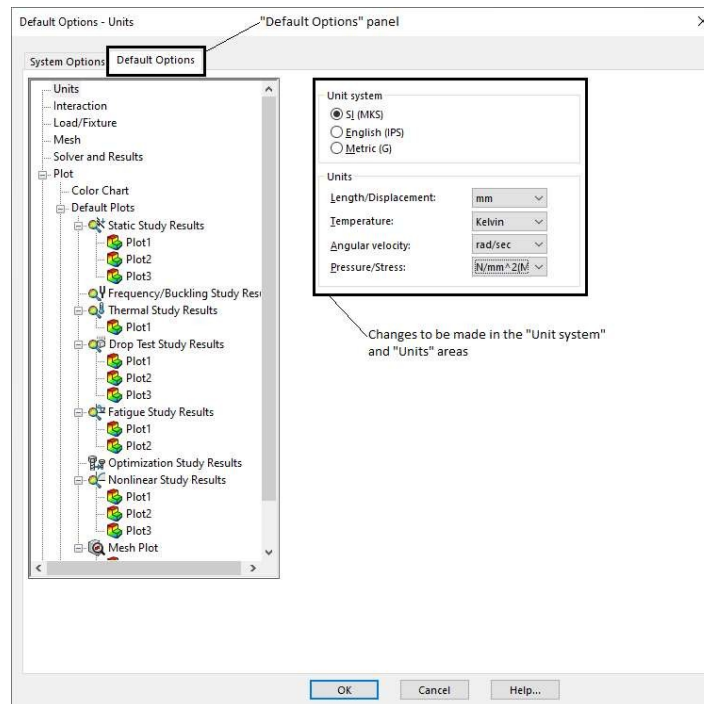 Default Options - Units
"Default Options" panel
System Options
Default Options
Units
Interaction
Load/Fixture
Mesh
Solver and Results
Plot
Color Chart
Default Plots
Static Study Results
Plot1
Plot2
Plot3
Frequency/Buckling Study Res
Thermal Study Results
Plot1
Drop Test Study Results
Plot1
Plot2
Plot3
Fatigue Study Results
Plot1
Plot2
Optimization Study Results
Nonlinear Study Results
Plot1
Plot2
Plot3
Mesh Plot
Unit system
SI (MKS)
English (IPS)
Metric (G)
Units
Length/Displacement: mm
Temperature: Kelvin
Angular velocity: rad/sec
Pressure/Stress: N/mm^2(M
Changes to be made in the "Unit system"
and "Units" areas
OK Cancel Help...